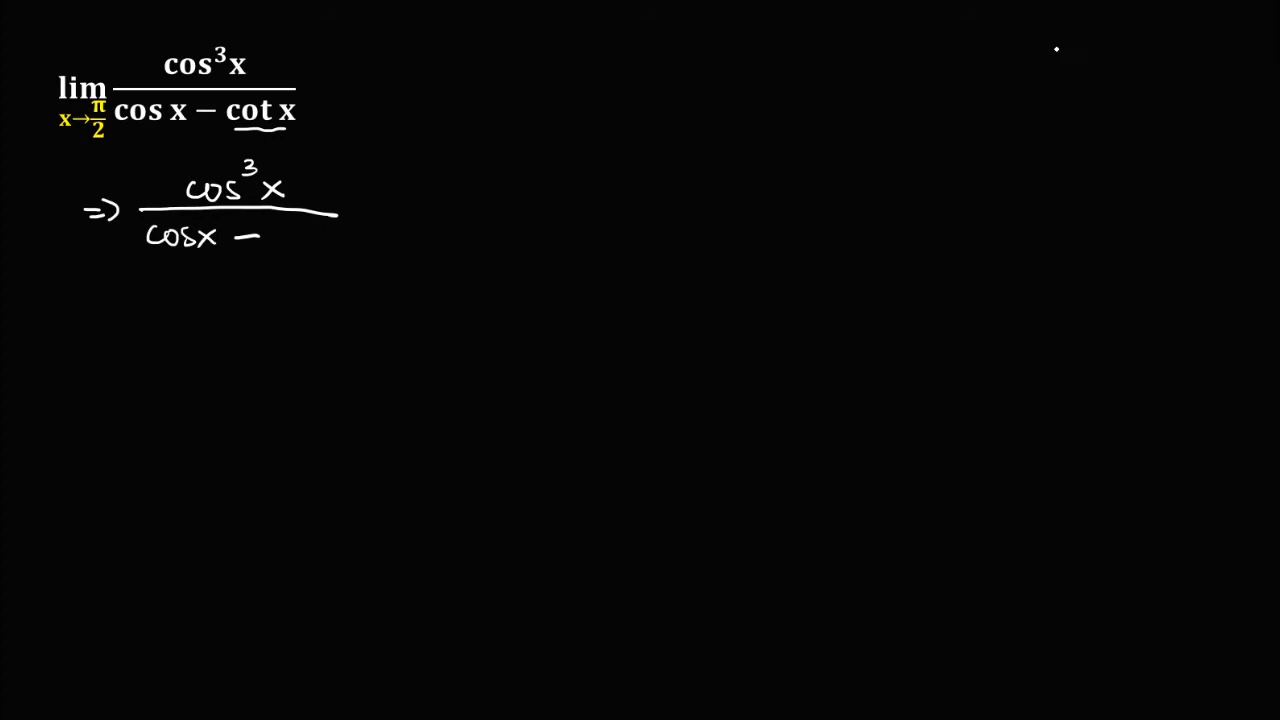 lim x→π/2 cos³x / (cos x − cot x)
⇒ cos³x / (cosx −